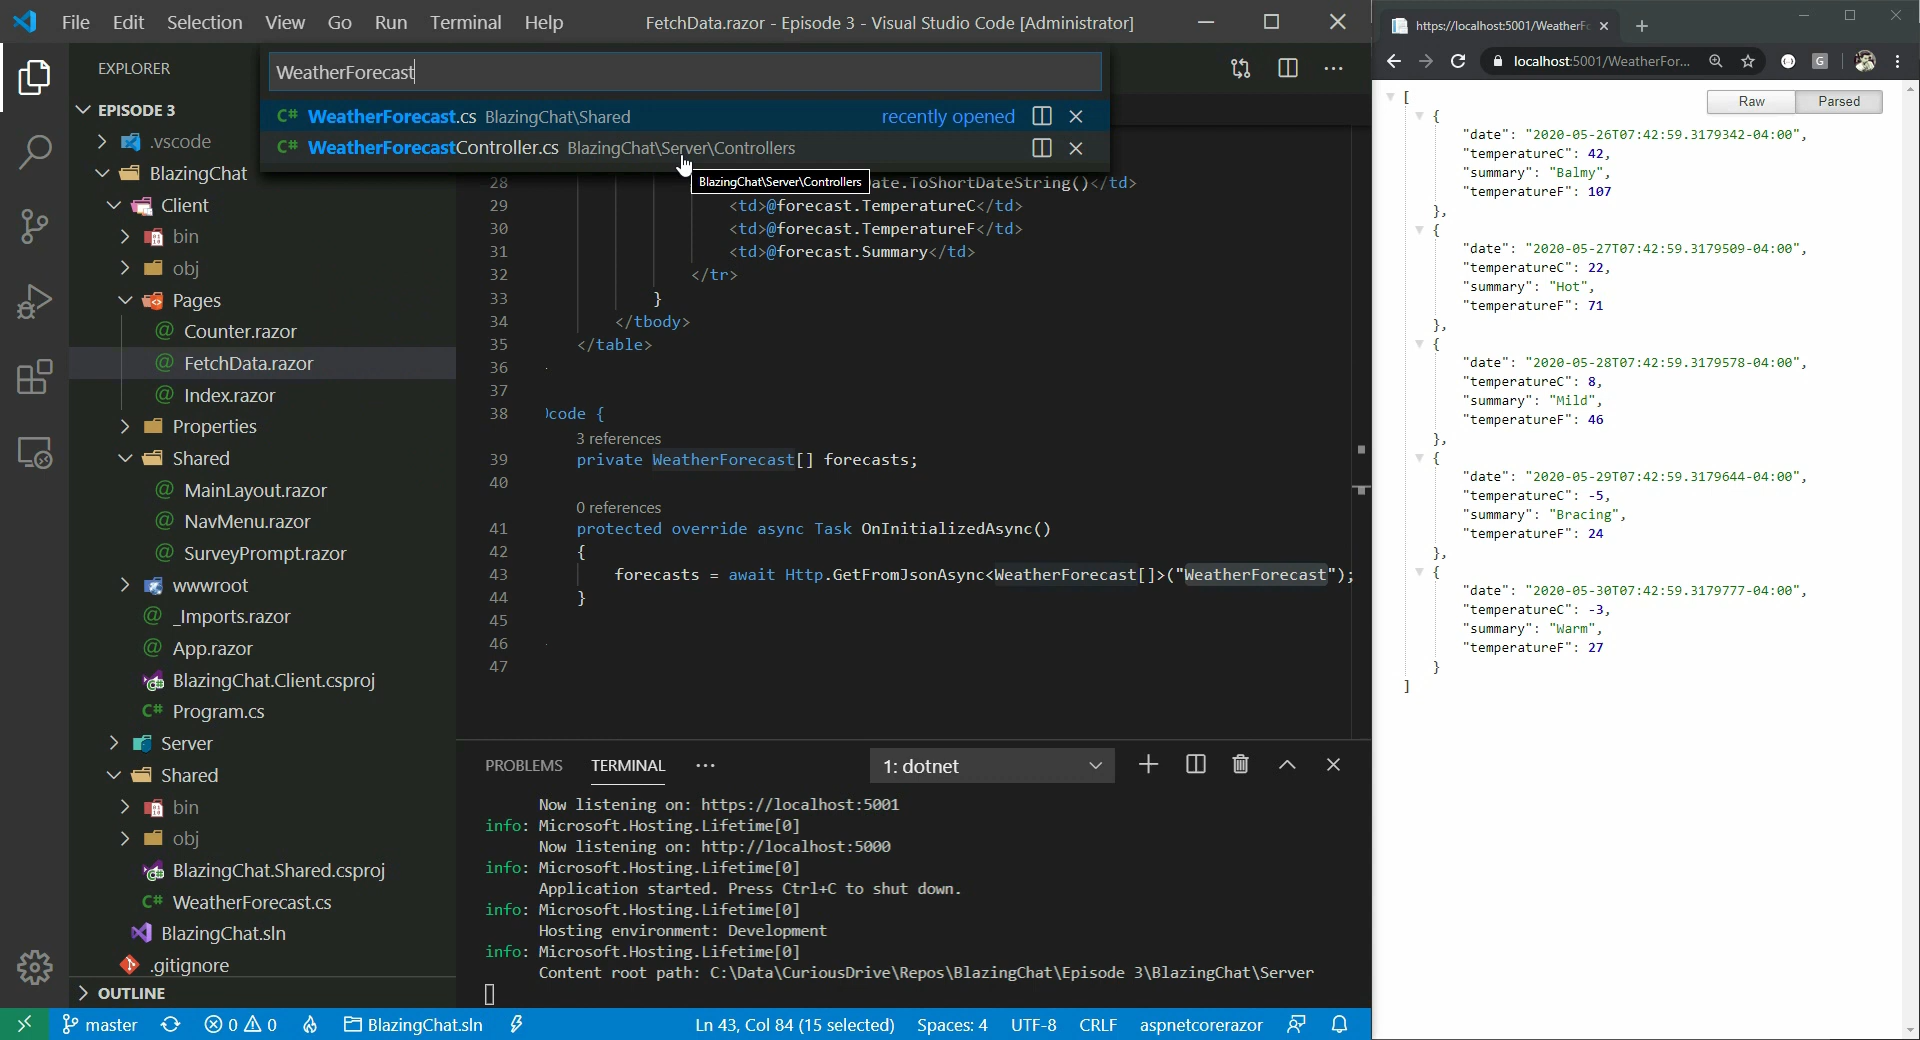 File Edit Selection View Go Run Terminal Help
FetchData.razor - Episode 3 - Visual Studio Code [Administrator]
EXPLORER
EPISODE 3
.vscode
BlazingChat
Client
bin
obj
Pages
Counter.razor
FetchData.razor
Index.razor
Properties
Shared
MainLayout.razor
NavMenu.razor
SurveyPrompt.razor
wwwroot
_Imports.razor
App.razor
BlazingChat.Client.csproj
C# Program.cs
Server
Shared
bin
obj
BlazingChat.Shared.csproj
C# WeatherForecast.cs
BlazingChat.sln
.gitignore
OUTLINE
WeatherForecast
C# WeatherForecast.cs BlazingChat\Shared recently opened
C# WeatherForecastController.cs BlazingChat\Server\Controllers
BlazingChat\Server\Controllers
28 ate.ToShortDateString()</td>
29 <td>@forecast.TemperatureC</td>
30 <td>@forecast.TemperatureF</td>
31 <td>@forecast.Summary</td>
32 </tr>
33 }
34 </tbody>
35 </table>
36
37
38 code {
3 references
39 private WeatherForecast[] forecasts;
40
0 references
41 protected override async Task OnInitializedAsync()
42 {
43 forecasts = await Http.GetFromJsonAsync<WeatherForecast[]>("WeatherForecast");
44 }
45
46
47
PROBLEMS TERMINAL ··· 1: dotnet
Now listening on: https://localhost:5001
info: Microsoft.Hosting.Lifetime[0]
Now listening on: http://localhost:5000
info: Microsoft.Hosting.Lifetime[0]
Application started. Press Ctrl+C to shut down.
info: Microsoft.Hosting.Lifetime[0]
Hosting environment: Development
info: Microsoft.Hosting.Lifetime[0]
Content root path: C:\Data\CuriousDrive\Repos\BlazingChat\Episode 3\BlazingChat\Server
master 0 0 BlazingChat.sln Ln 43, Col 84 (15 selected) Spaces: 4 UTF-8 CRLF aspnetcorerazor
https://localhost:5001/WeatherFo
localhost:5001/WeatherFor... G
Raw Parsed
[
{
"date": "2020-05-26T07:42:59.3179342-04:00",
"temperatureC": 42,
"summary": "Balmy",
"temperatureF": 107
},
{
"date": "2020-05-27T07:42:59.3179509-04:00",
"temperatureC": 22,
"summary": "Hot",
"temperatureF": 71
},
{
"date": "2020-05-28T07:42:59.3179578-04:00",
"temperatureC": 8,
"summary": "Mild",
"temperatureF": 46
},
{
"date": "2020-05-29T07:42:59.3179644-04:00",
"temperatureC": -5,
"summary": "Bracing",
"temperatureF": 24
},
{
"date": "2020-05-30T07:42:59.3179777-04:00",
"temperatureC": -3,
"summary": "Warm",
"temperatureF": 27
}
]